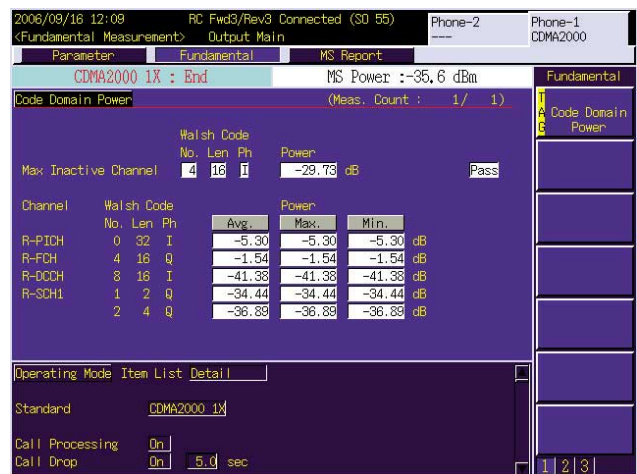 2006/09/16 12:09 RC Fwd3/Rev3 Connected (SO 55) Phone-2 Phone-1
<Fundamental Measurement> Output Main --- CDMA2000
Parameter Fundamental MS Report
CDMA2000 1X : End MS Power :-35.6 dBm Fundamental
Code Domain Power (Meas. Count : 1/ 1)
TAG Code Domain Power
Walsh Code
No. Len Ph Power
Max Inactive Channel 4 16 I -29.73 dB Pass
Channel Walsh Code Power
No. Len Ph Avg. Max. Min.
R-PICH 0 32 I -5.30 -5.30 -5.30 dB
R-FCH 4 16 Q -1.54 -1.54 -1.54 dB
R-DCCH 8 16 I -41.38 -41.38 -41.38 dB
R-SCH1 1 2 Q -34.44 -34.44 -34.44 dB
2 4 Q -36.89 -36.89 -36.89 dB
Operating Mode Item List Detail
Standard CDMA2000 1X
Call Processing On
Call Drop On 5.0 sec
1 2 3